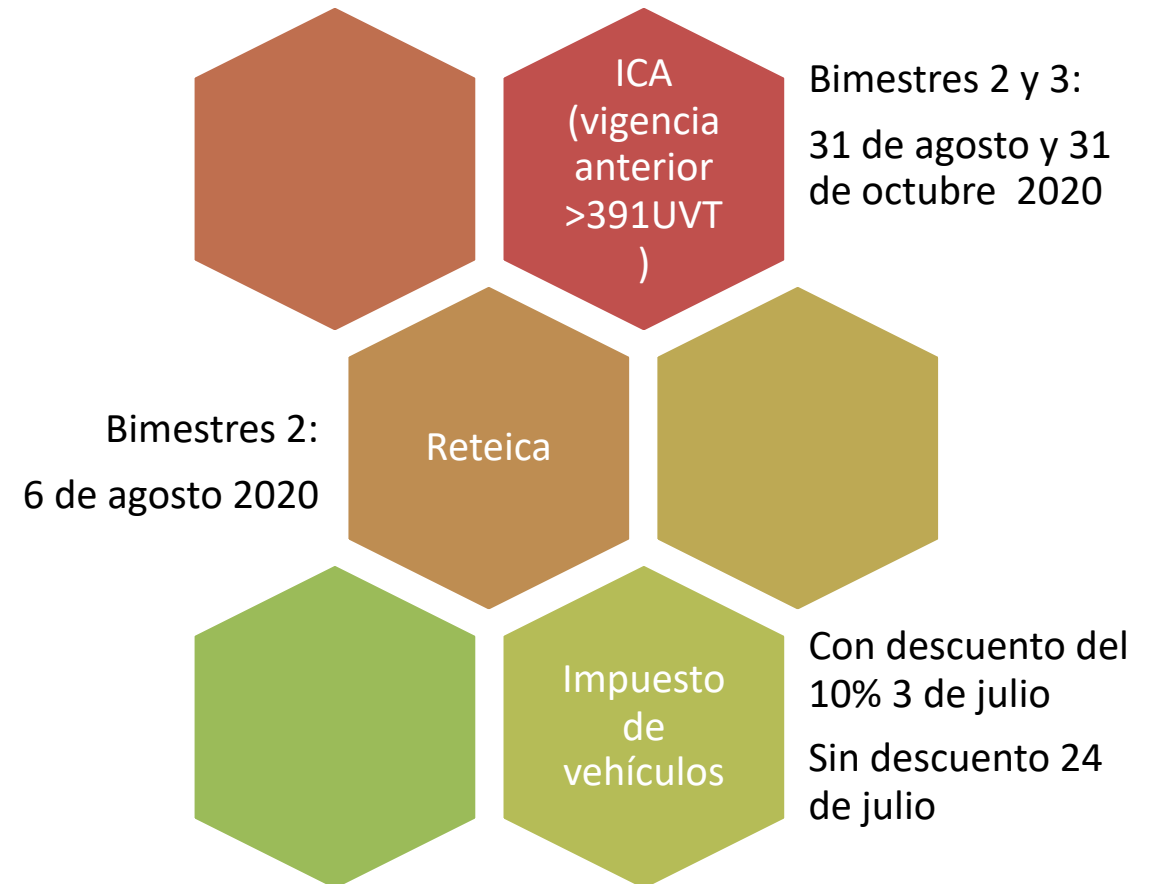 ICA
(vigencia
anterior
>391UVT
)
Bimestres 2 y 3:
31 de agosto y 31
de octubre 2020
Bimestres 2:
6 de agosto 2020
Reteica
Impuesto
de
vehículos
Con descuento del
10% 3 de julio
Sin descuento 24
de julio